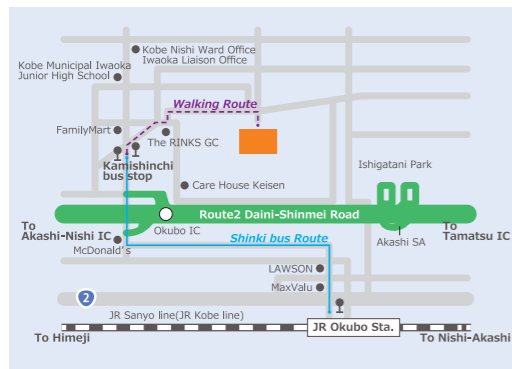 Kobe Nishi Ward Office
Iwaoka Liaison Office
Kobe Municipal Iwaoka
Junior High School
Walking Route
FamilyMart
The RINKS GC
Kamishinchi
bus stop
Ishigatani Park
Care House Keisen
Route2 Daini-Shinmei Road
To
Akashi-Nishi IC
Okubo IC
To
Tamatsu IC
Akashi SA
Shinki bus Route
McDonald's
LAWSON
MaxValu
2
JR Sanyo line(JR Kobe line)
JR Okubo Sta.
To Himeji
To Nishi-Akashi